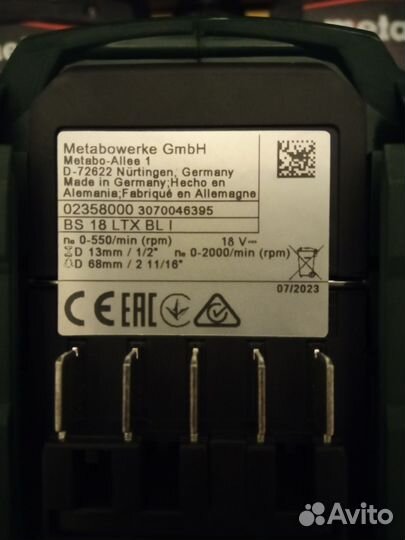 metabo
meta
Metabowerke GmbH
Metabo-Allee 1
D-72622 Nürtingen, Germany
Made in Germany;Hecho en
Alemania;Fabriqué en Allemagne
02358000 3070046395
BS 18 LTX BL I
n₀ 0-550/min (rpm) 18 V⎓ n₀ 0-2000/min (rpm)
D 13mm / 1/2"
D 68mm / 2 11/16"
07/2023
CE EAC
Avito